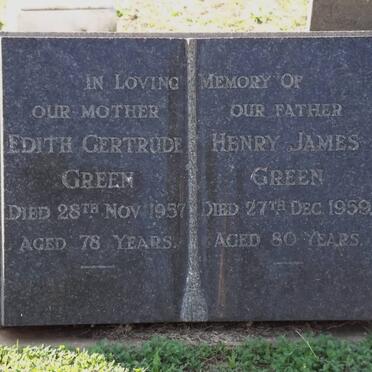 In Loving Memory Of
Our Mother
Edith Gertrude
Green
Died 28th Nov. 1957
Aged 78 Years.
Our Father
Henry James
Green
Died 27th Dec. 1959
Aged 80 Years.